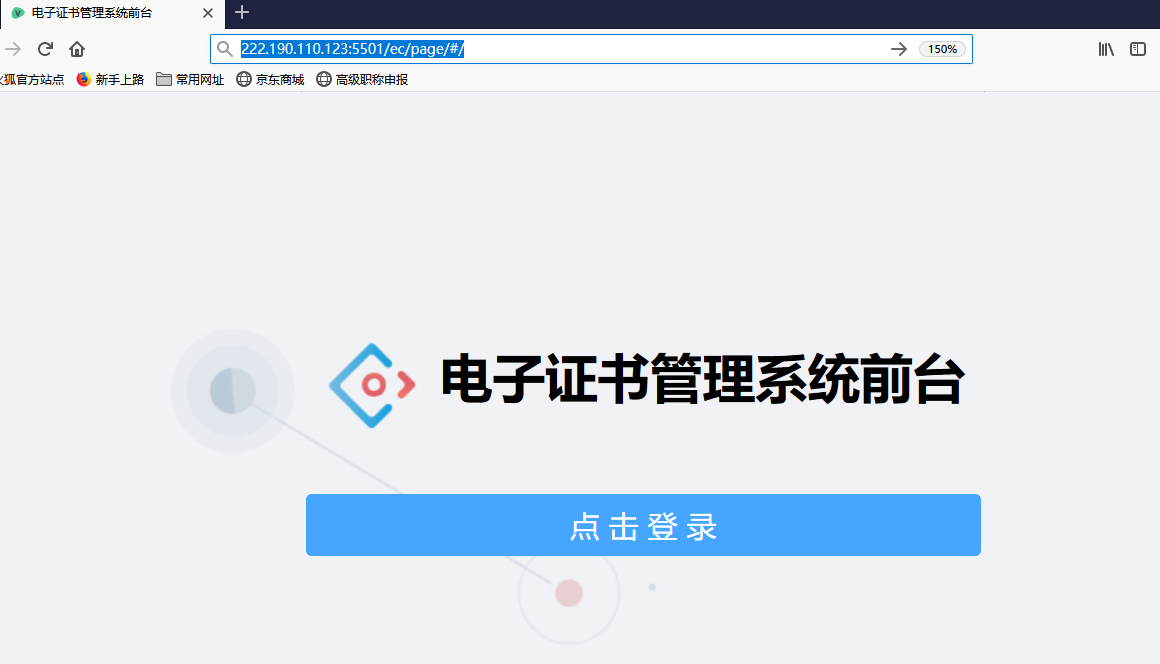 电子证书管理系统前台
222.190.110.123:5501/ec/page/#/
150%
火狐官方站点 新手上路 常用网址 京东商城 高级职称申报
电子证书管理系统前台
点击登录